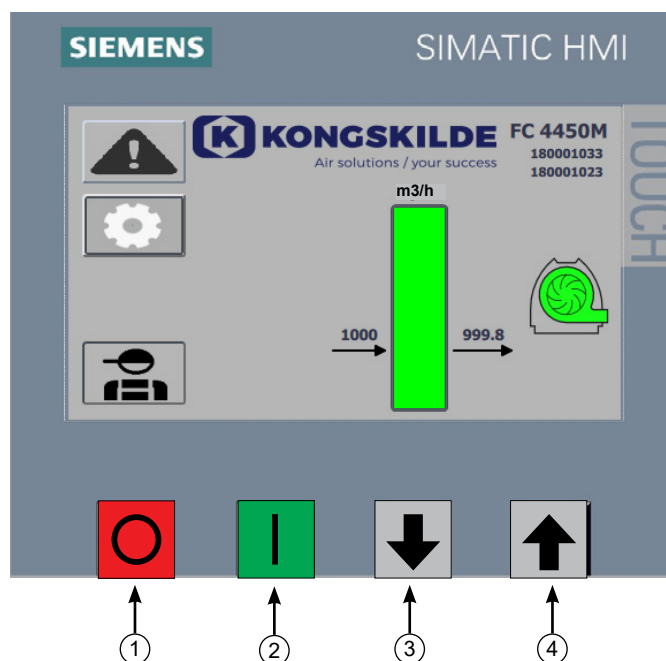 SIEMENS
SIMATIC HMI
TOUCH
K KONGSKILDE
Air solutions / your success
FC 4450M
180001033
180001023
m3/h
1000
999.8
1
2
3
4